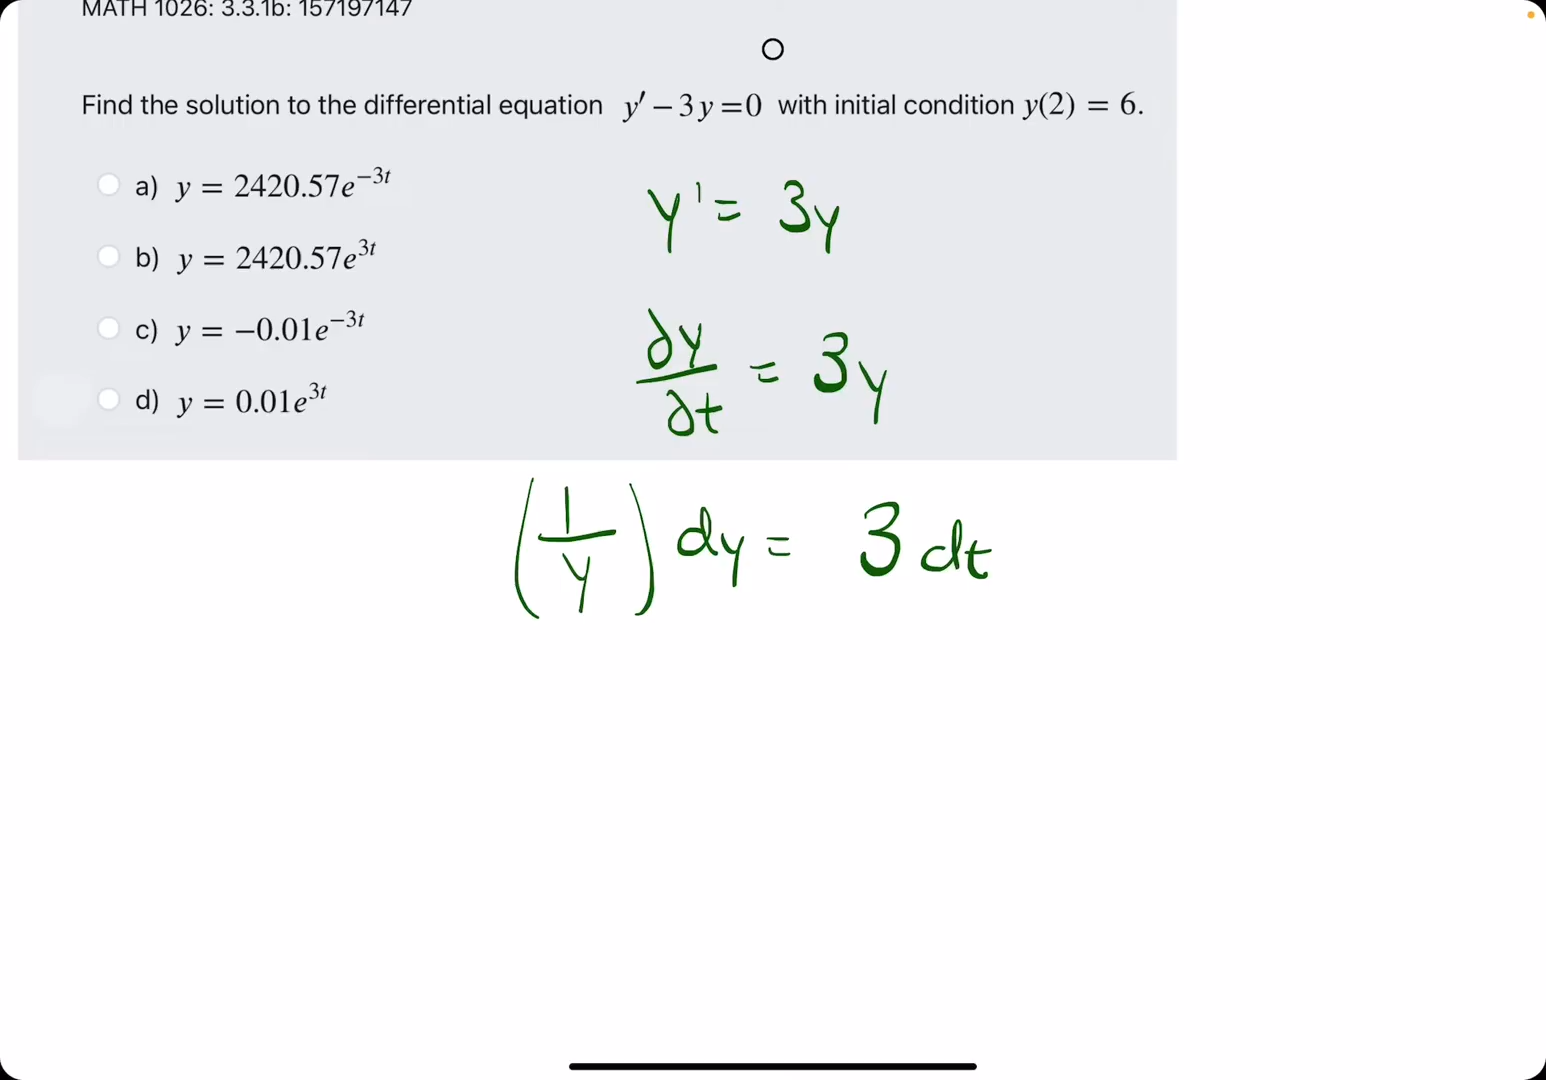 MATH 1026: 3.3.1b: 157197147
Find the solution to the differential equation y′ − 3y = 0 with initial condition y(2) = 6.
a) y = 2420.57e^{−3t}
b) y = 2420.57e^{3t}
c) y = −0.01e^{−3t}
d) y = 0.01e^{3t}
y' = 3y
∂y/∂t = 3y
(1/y) dy = 3 dt